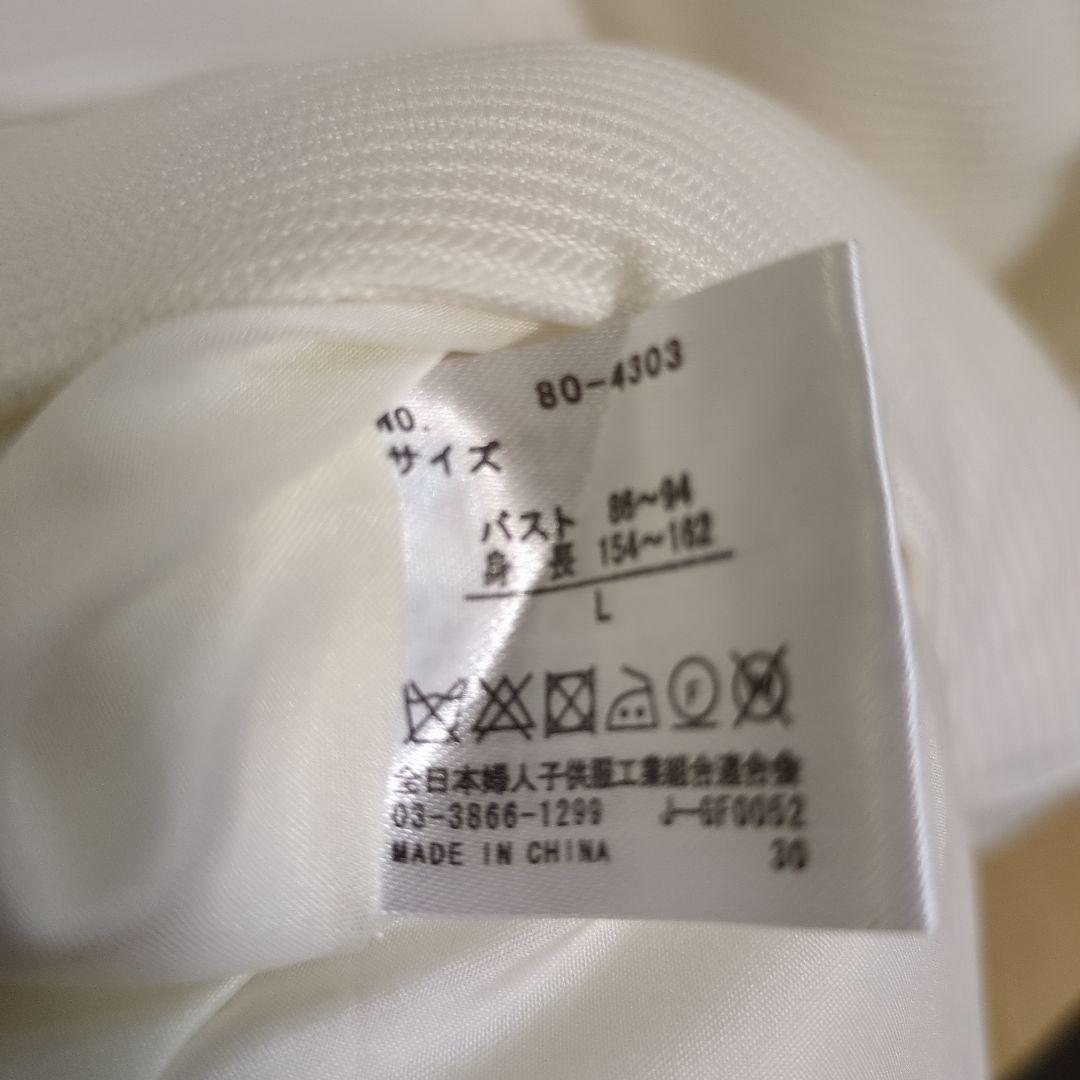 NO. 80-4303
サイズ
バスト 86~94
身 長 154~162
L
F
W
全日本婦人子供服工業組合連合会
03-3866-1299 J-GF0052
MADE IN CHINA 30